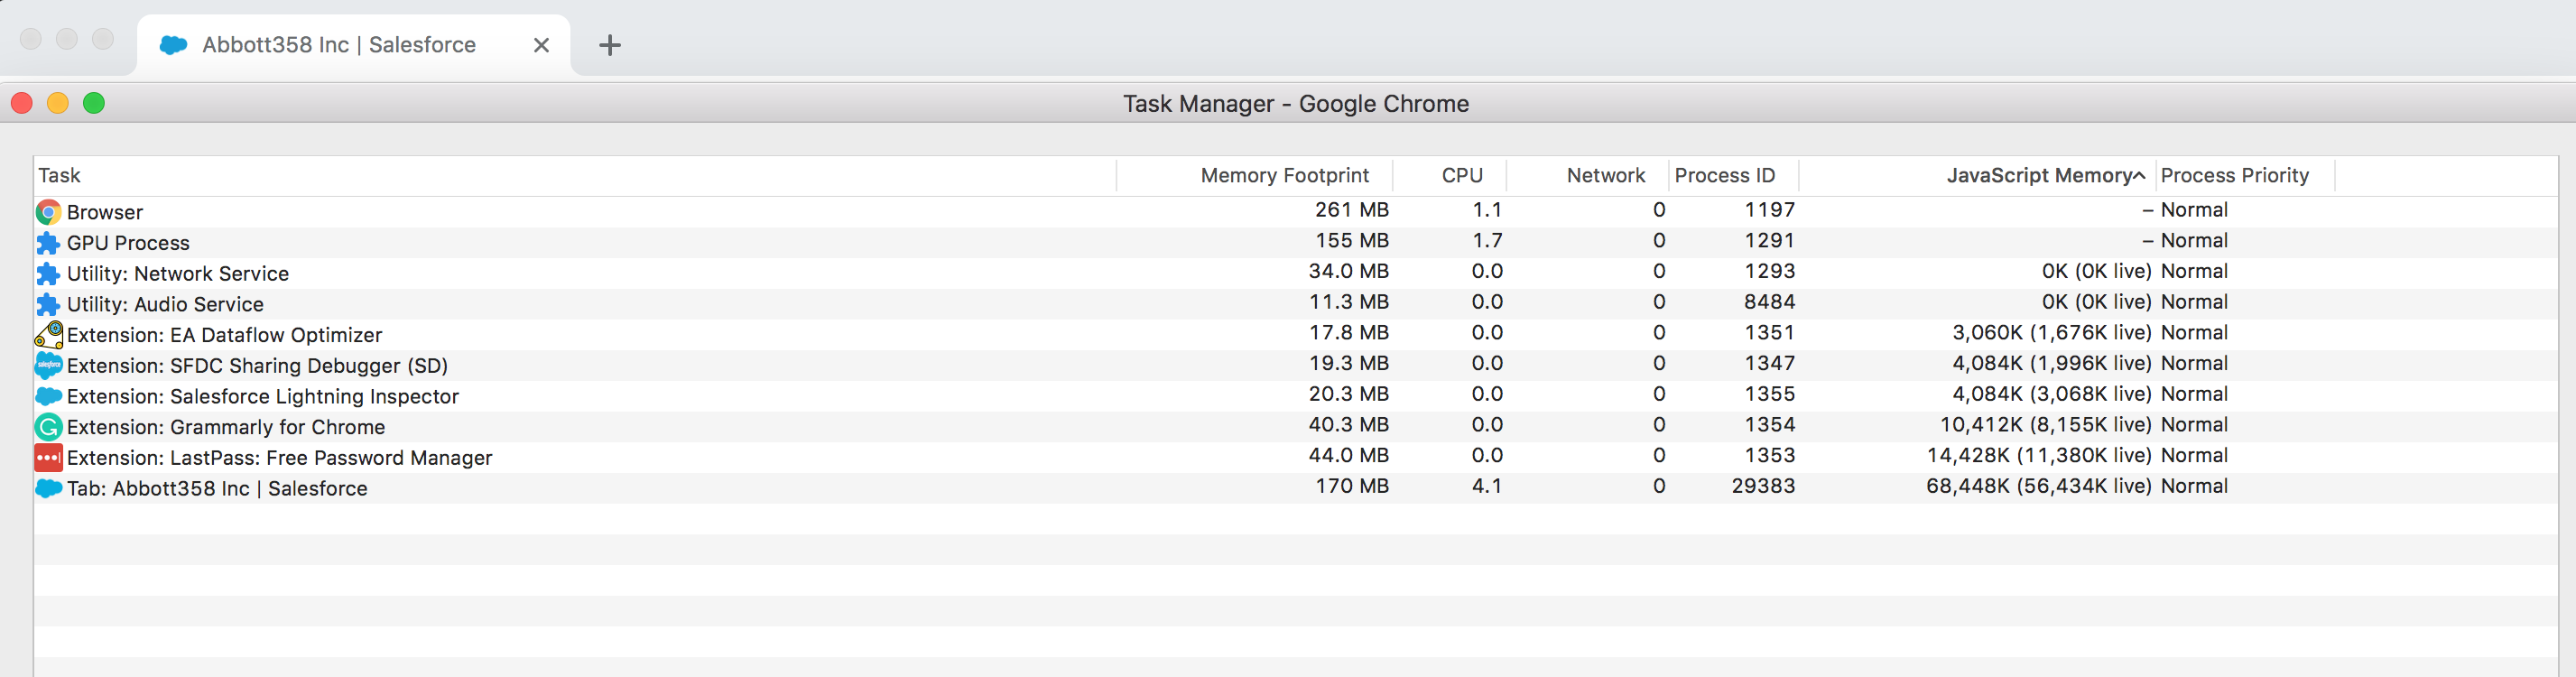 Abbott358 Inc | Salesforce
Task Manager - Google Chrome
Task Memory Footprint CPU Network Process ID JavaScript Memory Process Priority
Browser 261 MB 1.1 0 1197 – Normal
GPU Process 155 MB 1.7 0 1291 – Normal
Utility: Network Service 34.0 MB 0.0 0 1293 0K (0K live) Normal
Utility: Audio Service 11.3 MB 0.0 0 8484 0K (0K live) Normal
Extension: EA Dataflow Optimizer 17.8 MB 0.0 0 1351 3,060K (1,676K live) Normal
Extension: SFDC Sharing Debugger (SD) 19.3 MB 0.0 0 1347 4,084K (1,996K live) Normal
Extension: Salesforce Lightning Inspector 20.3 MB 0.0 0 1355 4,084K (3,068K live) Normal
Extension: Grammarly for Chrome 40.3 MB 0.0 0 1354 10,412K (8,155K live) Normal
Extension: LastPass: Free Password Manager 44.0 MB 0.0 0 1353 14,428K (11,380K live) Normal
Tab: Abbott358 Inc | Salesforce 170 MB 4.1 0 29383 68,448K (56,434K live) Normal